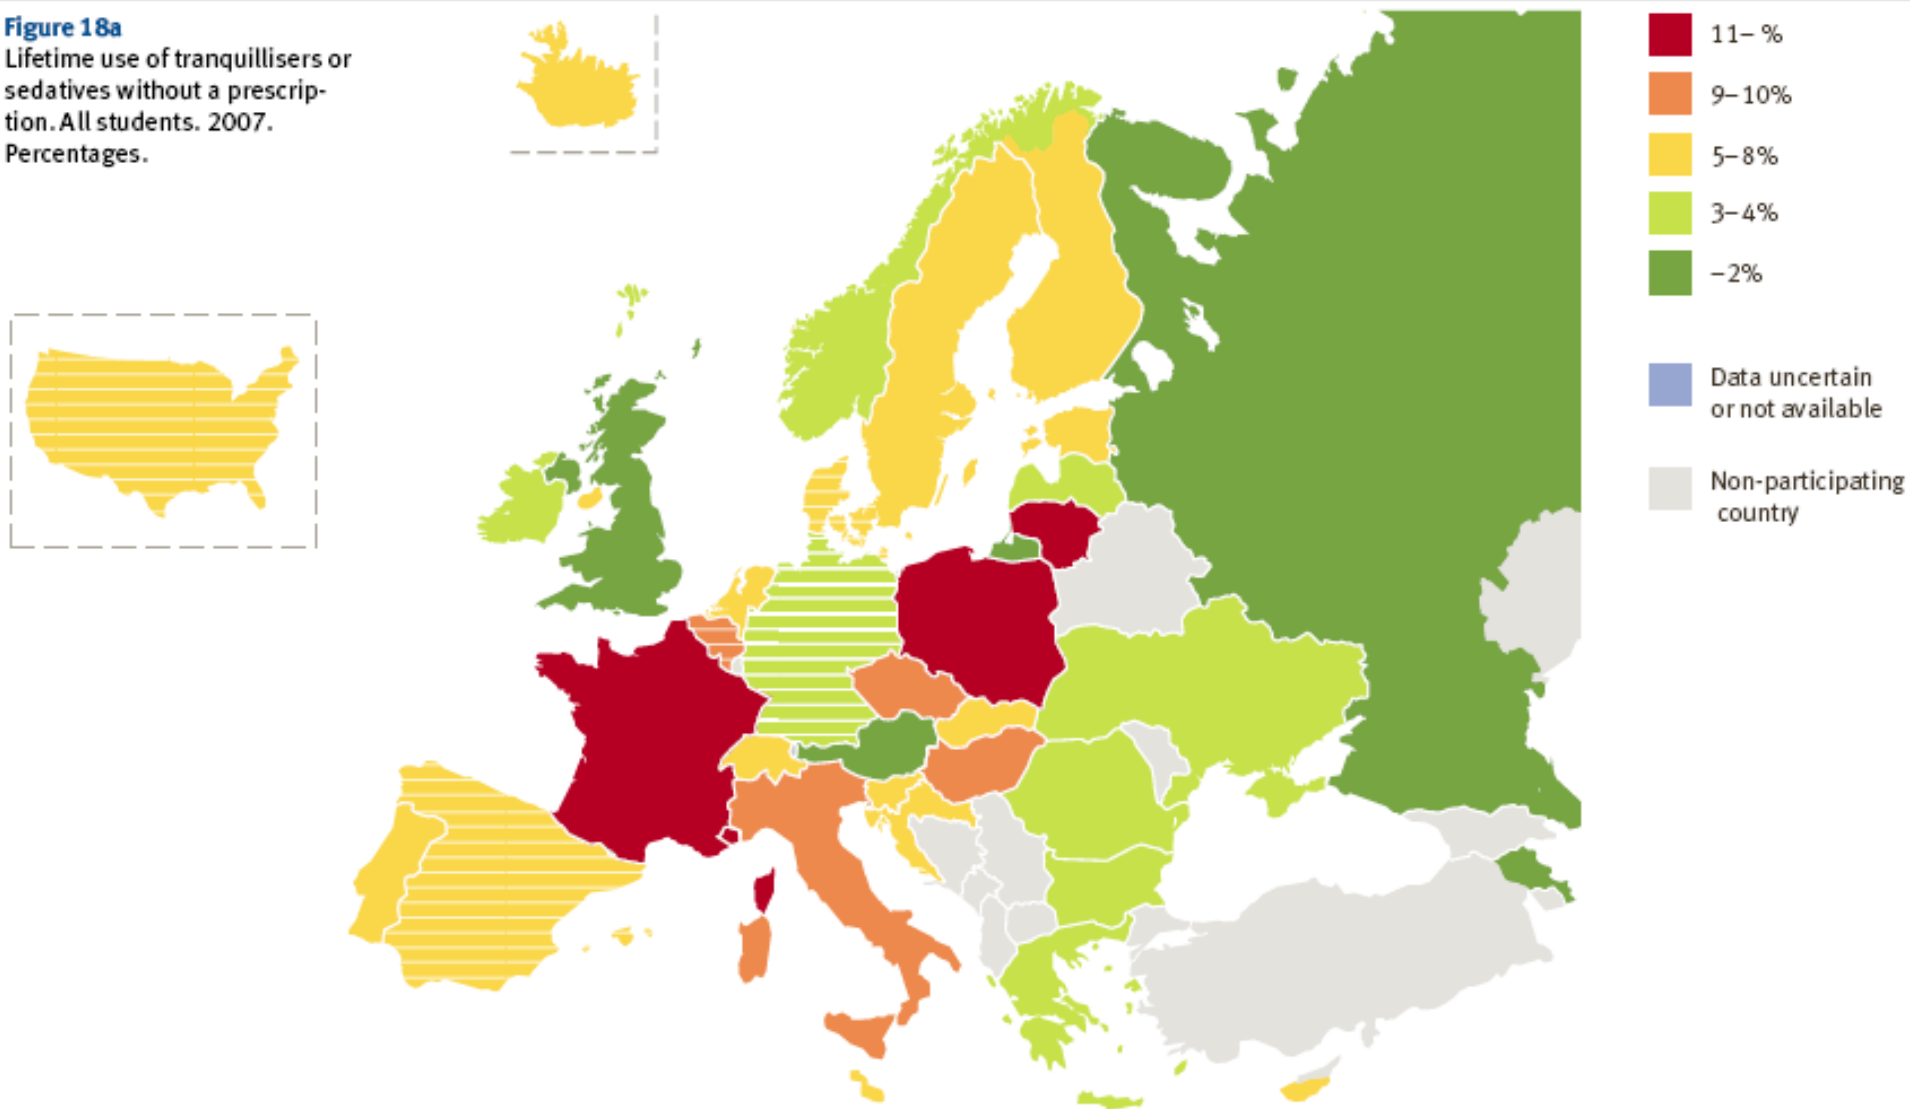 Figure 18a
Lifetime use of tranquillisers or
sedatives without a prescrip-
tion. All students. 2007.
Percentages.
11– %
9–10%
5–8%
3–4%
–2%
Data uncertain
or not available
Non-participating
country